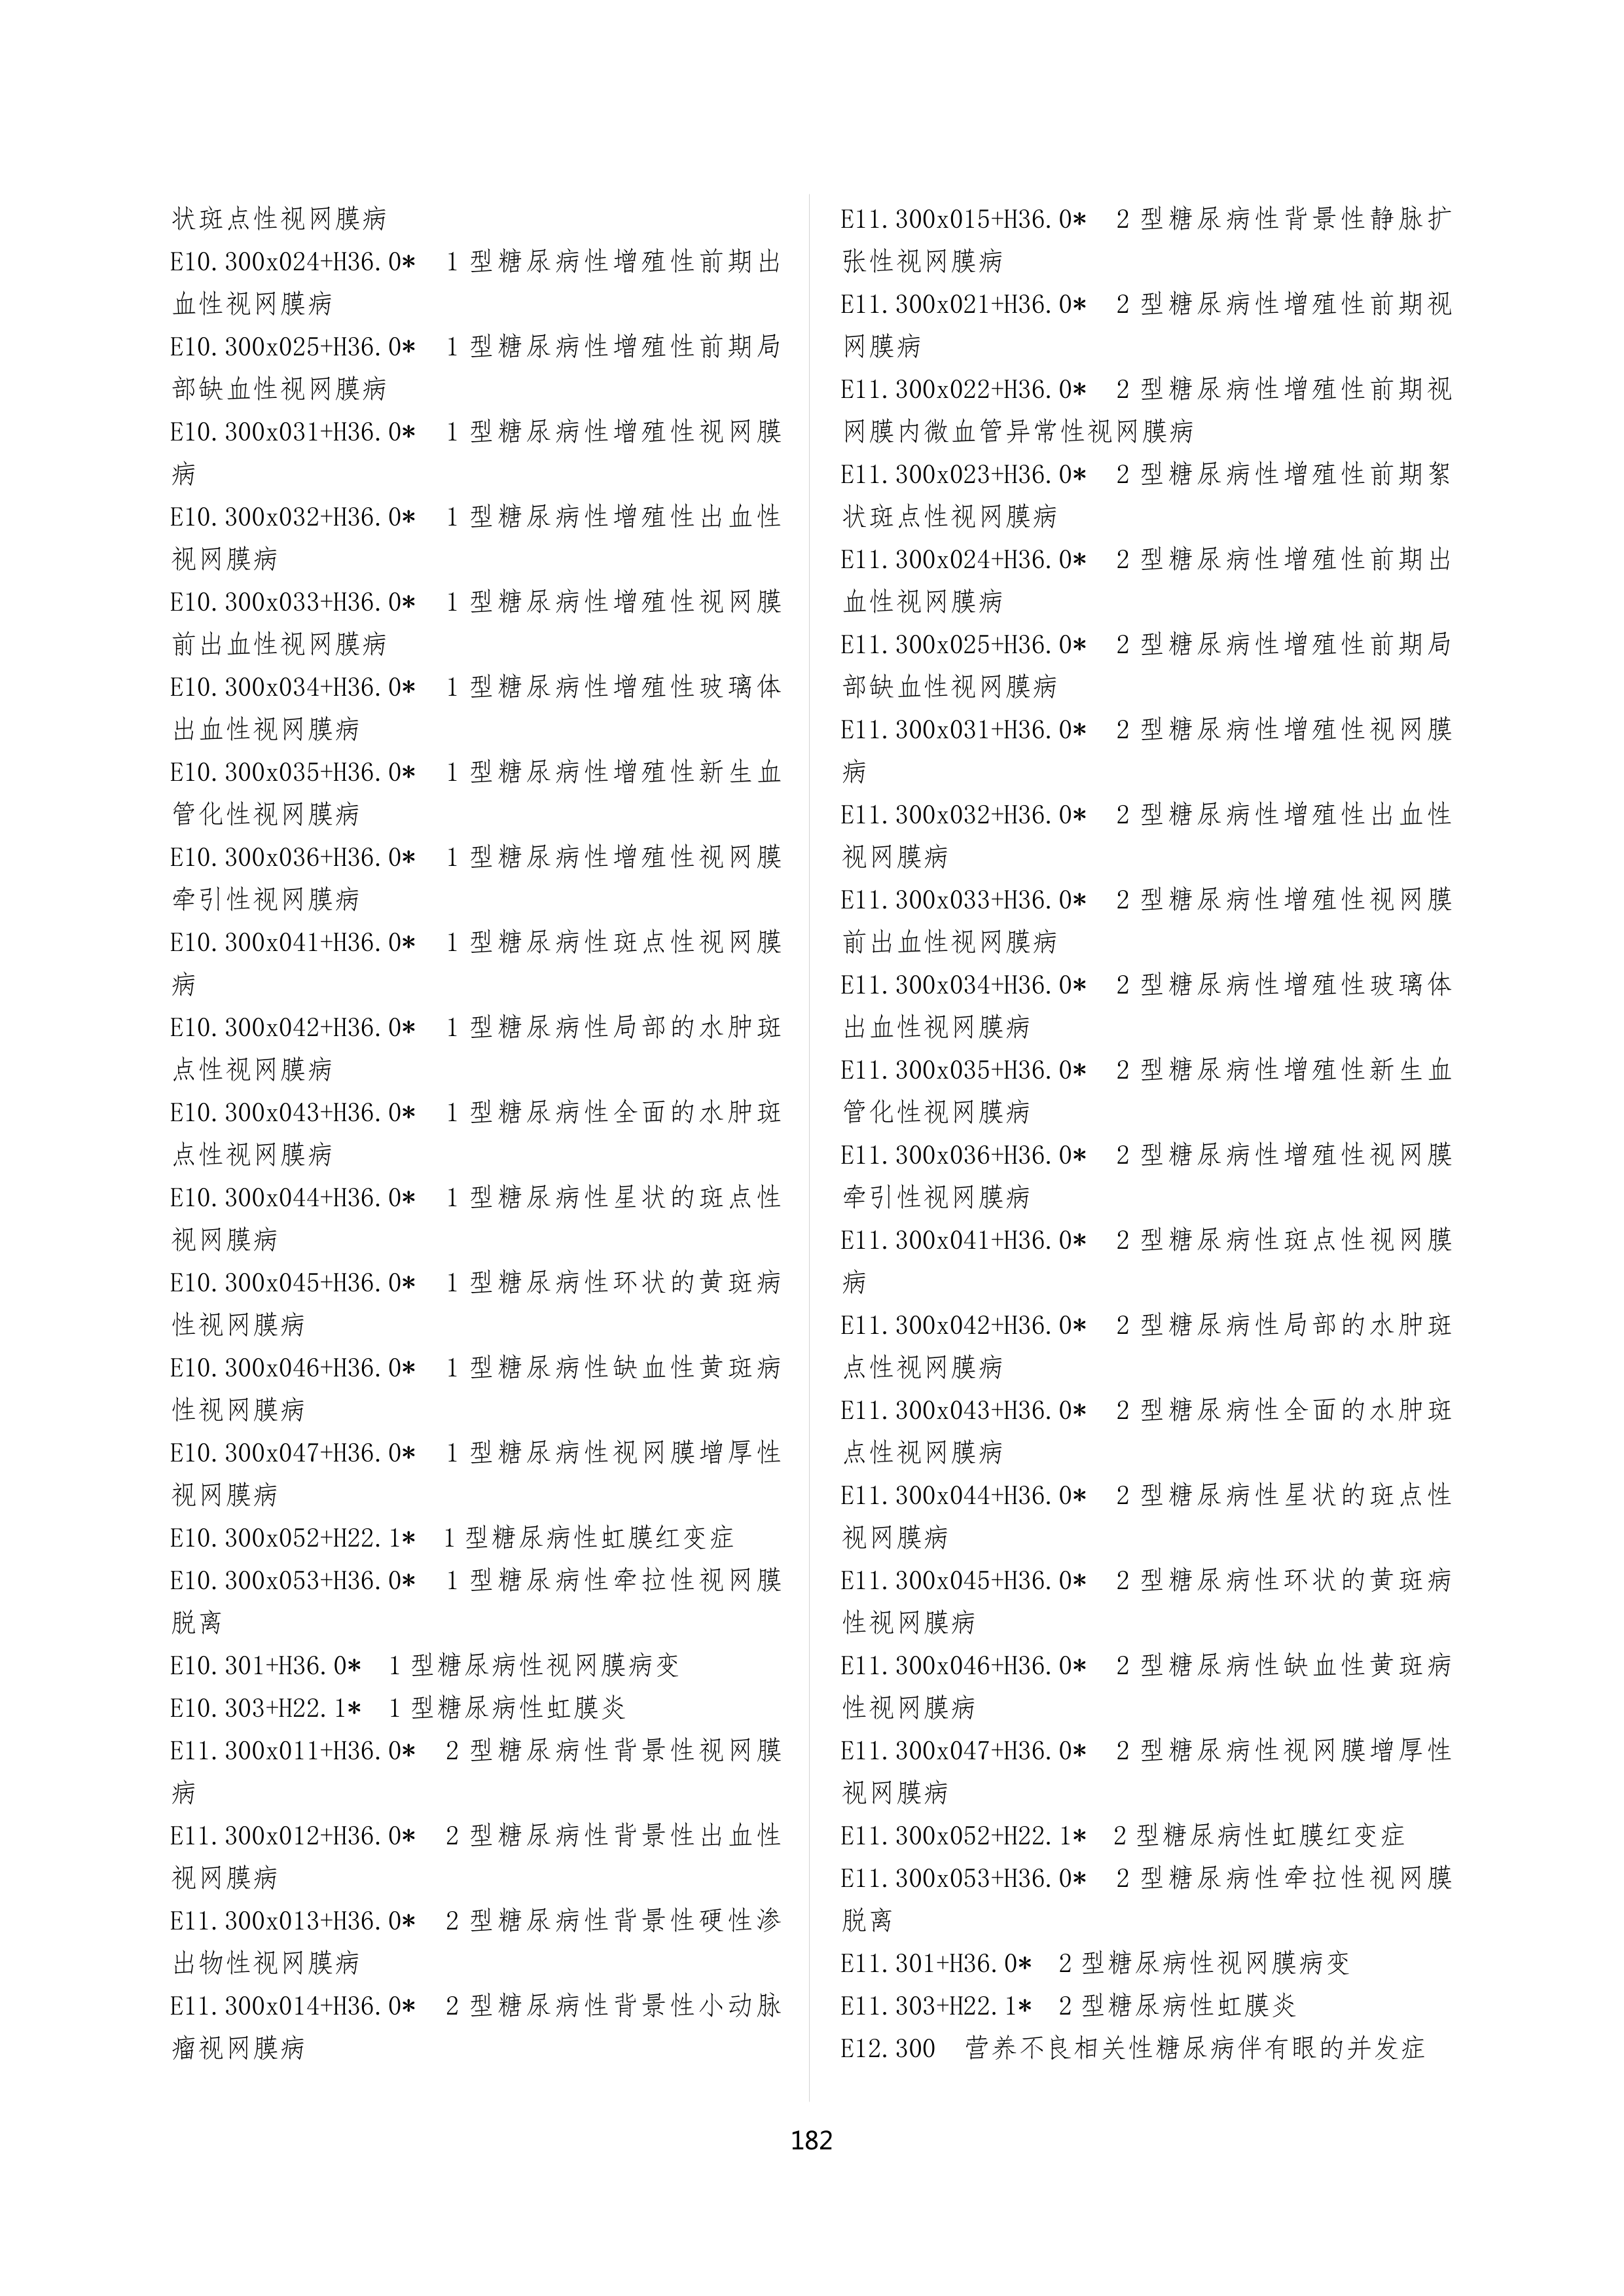 状斑点性视网膜病
E10.300x024+H36.0* 1 型糖尿病性增殖性前期出
血性视网膜病
E10.300x025+H36.0* 1 型糖尿病性增殖性前期局
部缺血性视网膜病
E10.300x031+H36.0* 1 型糖尿病性增殖性视网膜
病
E10.300x032+H36.0* 1 型糖尿病性增殖性出血性
视网膜病
E10.300x033+H36.0* 1 型糖尿病性增殖性视网膜
前出血性视网膜病
E10.300x034+H36.0* 1 型糖尿病性增殖性玻璃体
出血性视网膜病
E10.300x035+H36.0* 1 型糖尿病性增殖性新生血
管化性视网膜病
E10.300x036+H36.0* 1 型糖尿病性增殖性视网膜
牵引性视网膜病
E10.300x041+H36.0* 1 型糖尿病性斑点性视网膜
病
E10.300x042+H36.0* 1 型糖尿病性局部的水肿斑
点性视网膜病
E10.300x043+H36.0* 1 型糖尿病性全面的水肿斑
点性视网膜病
E10.300x044+H36.0* 1 型糖尿病性星状的斑点性
视网膜病
E10.300x045+H36.0* 1 型糖尿病性环状的黄斑病
性视网膜病
E10.300x046+H36.0* 1 型糖尿病性缺血性黄斑病
性视网膜病
E10.300x047+H36.0* 1 型糖尿病性视网膜增厚性
视网膜病
E10.300x052+H22.1* 1 型糖尿病性虹膜红变症
E10.300x053+H36.0* 1 型糖尿病性牵拉性视网膜
脱离
E10.301+H36.0* 1 型糖尿病性视网膜病变
E10.303+H22.1* 1 型糖尿病性虹膜炎
E11.300x011+H36.0* 2 型糖尿病性背景性视网膜
病
E11.300x012+H36.0* 2 型糖尿病性背景性出血性
视网膜病
E11.300x013+H36.0* 2 型糖尿病性背景性硬性渗
出物性视网膜病
E11.300x014+H36.0* 2 型糖尿病性背景性小动脉
瘤视网膜病
E11.300x015+H36.0* 2 型糖尿病性背景性静脉扩
张性视网膜病
E11.300x021+H36.0* 2 型糖尿病性增殖性前期视
网膜病
E11.300x022+H36.0* 2 型糖尿病性增殖性前期视
网膜内微血管异常性视网膜病
E11.300x023+H36.0* 2 型糖尿病性增殖性前期絮
状斑点性视网膜病
E11.300x024+H36.0* 2 型糖尿病性增殖性前期出
血性视网膜病
E11.300x025+H36.0* 2 型糖尿病性增殖性前期局
部缺血性视网膜病
E11.300x031+H36.0* 2 型糖尿病性增殖性视网膜
病
E11.300x032+H36.0* 2 型糖尿病性增殖性出血性
视网膜病
E11.300x033+H36.0* 2 型糖尿病性增殖性视网膜
前出血性视网膜病
E11.300x034+H36.0* 2 型糖尿病性增殖性玻璃体
出血性视网膜病
E11.300x035+H36.0* 2 型糖尿病性增殖性新生血
管化性视网膜病
E11.300x036+H36.0* 2 型糖尿病性增殖性视网膜
牵引性视网膜病
E11.300x041+H36.0* 2 型糖尿病性斑点性视网膜
病
E11.300x042+H36.0* 2 型糖尿病性局部的水肿斑
点性视网膜病
E11.300x043+H36.0* 2 型糖尿病性全面的水肿斑
点性视网膜病
E11.300x044+H36.0* 2 型糖尿病性星状的斑点性
视网膜病
E11.300x045+H36.0* 2 型糖尿病性环状的黄斑病
性视网膜病
E11.300x046+H36.0* 2 型糖尿病性缺血性黄斑病
性视网膜病
E11.300x047+H36.0* 2 型糖尿病性视网膜增厚性
视网膜病
E11.300x052+H22.1* 2 型糖尿病性虹膜红变症
E11.300x053+H36.0* 2 型糖尿病性牵拉性视网膜
脱离
E11.301+H36.0* 2 型糖尿病性视网膜病变
E11.303+H22.1* 2 型糖尿病性虹膜炎
E12.300 营养不良相关性糖尿病伴有眼的并发症
182